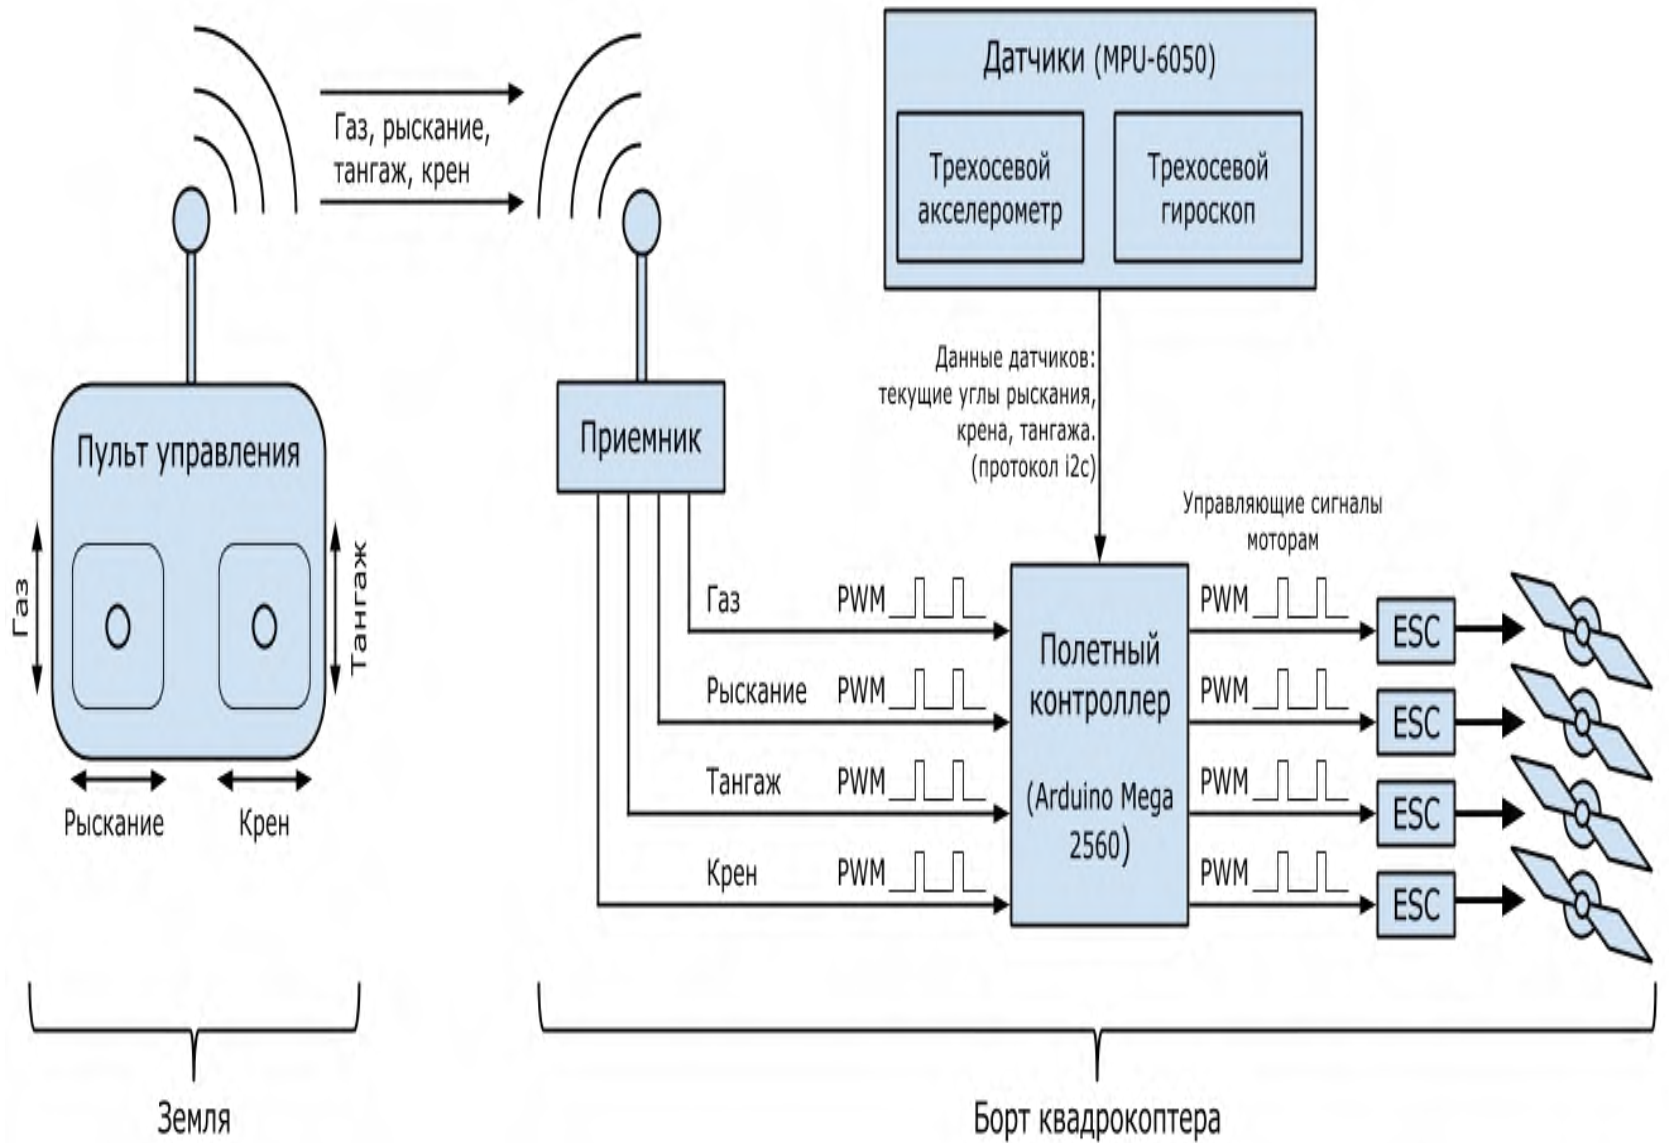 Датчики (MPU-6050)
Трехосевой
акселерометр
Трехосевой
гироскоп
Газ, рыскание,
тангаж, крен
Данные датчиков:
текущие углы рыскания,
крена, тангажа.
(протокол i2c)
Пульт управления
Газ
Тангаж
Рыскание
Крен
Приемник
Управляющие сигналы
моторам
Газ
PWM
Рыскание
PWM
Тангаж
PWM
Крен
PWM
Полетный
контроллер
(Arduino Mega
2560)
PWM
ESC
PWM
ESC
PWM
ESC
PWM
ESC
Земля
Борт квадрокоптера